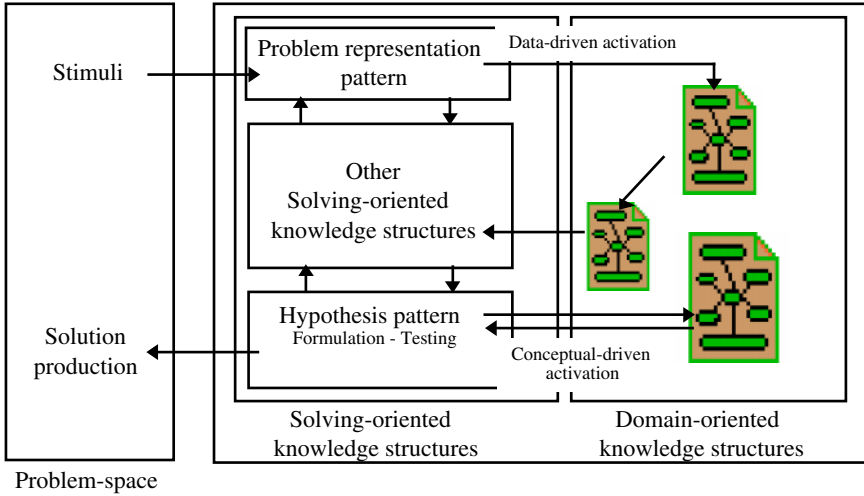 Stimuli
Problem representation
pattern
Data-driven activation
Other
Solving-oriented
knowledge structures
Hypothesis pattern
Formulation - Testing
Solution
production
Conceptual-driven
activation
Solving-oriented
knowledge structures
Domain-oriented
knowledge structures
Problem-space